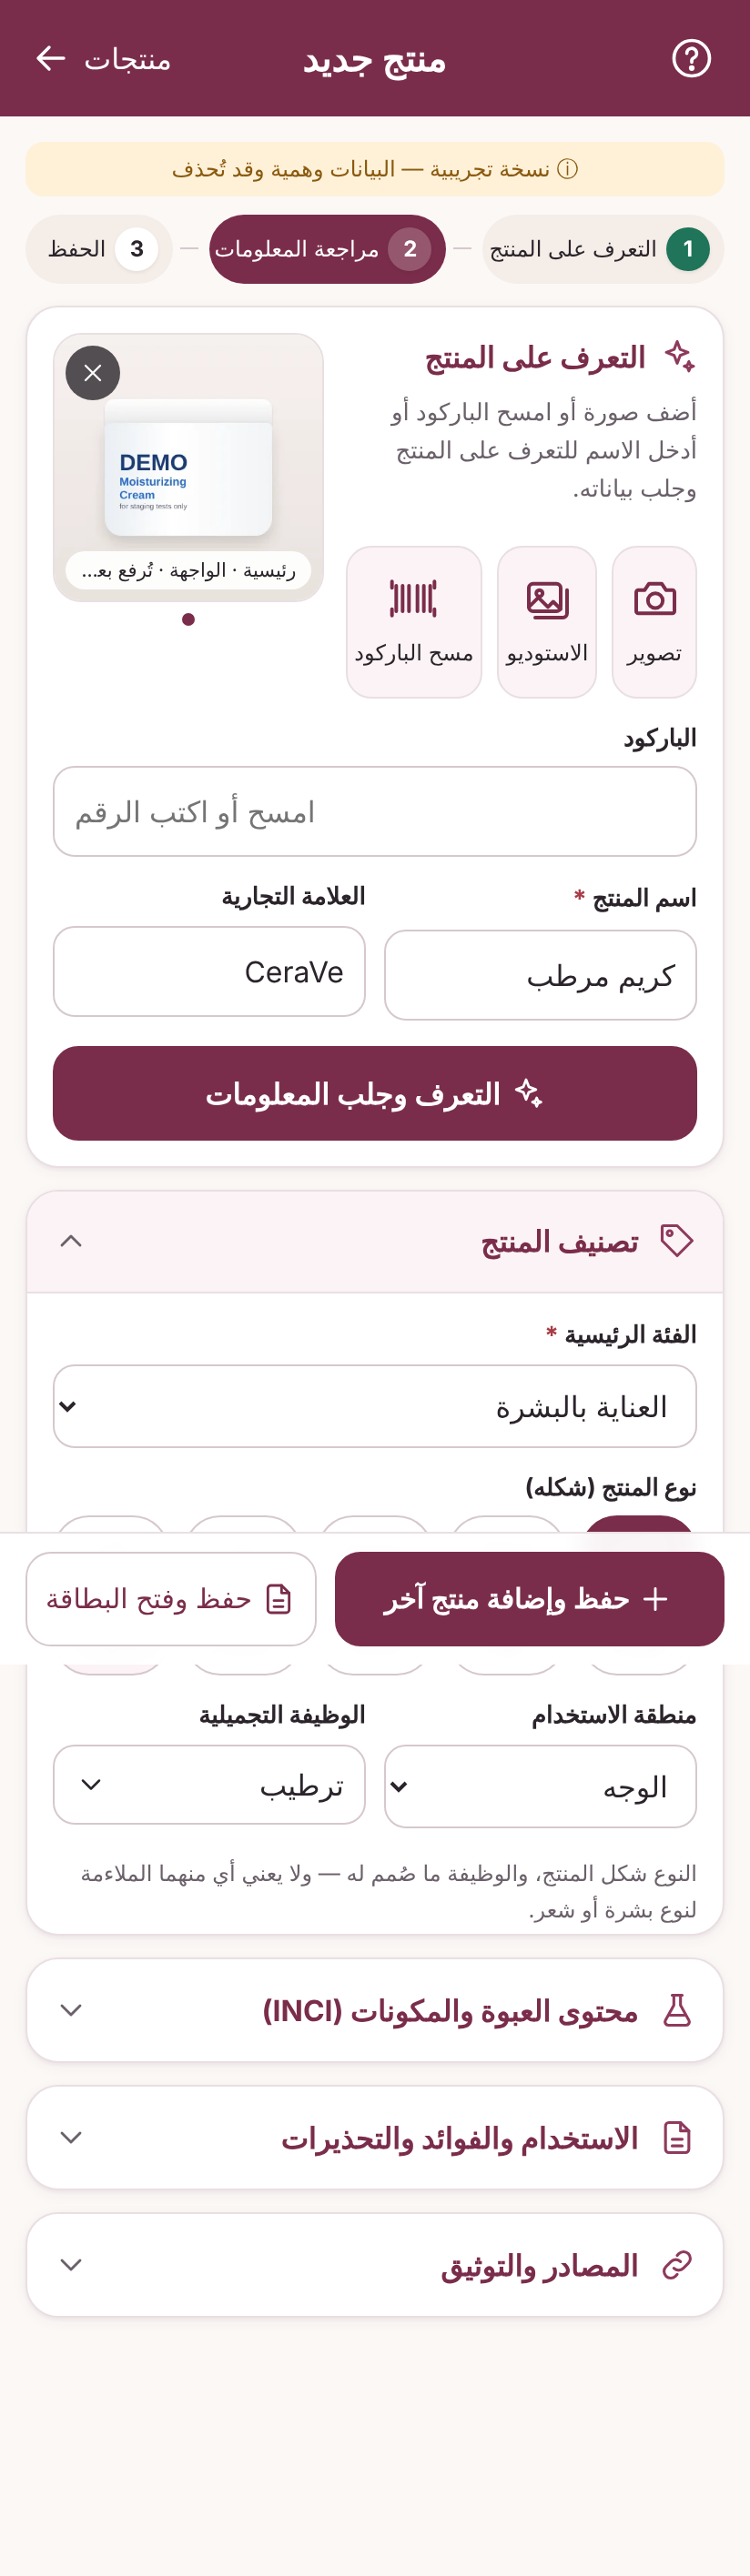 منتجات
منتج جديد
ⓘ نسخة تجريبية — البيانات وهمية وقد تُحذف
1 التعرف على المنتج — 2 مراجعة المعلومات — 3 الحفظ
التعرف على المنتج
أضف صورة أو امسح الباركود أو
أدخل الاسم للتعرف على المنتج
وجلب بياناته.
DEMO
Moisturizing
Cream
for staging tests only
رئيسية · الواجهة · تُرفع بع...
تصوير
الاستوديو
مسح الباركود
الباركود
امسح أو اكتب الرقم
اسم المنتج *
العلامة التجارية
كريم مرطب
CeraVe
التعرف وجلب المعلومات
تصنيف المنتج
الفئة الرئيسية *
العناية بالبشرة
نوع المنتج (شكله)
حفظ وإضافة منتج آخر
حفظ وفتح البطاقة
منطقة الاستخدام
الوظيفة التجميلية
الوجه
ترطيب
النوع شكل المنتج، والوظيفة ما صُمم له — ولا يعني أي منهما الملاءمة
لنوع بشرة أو شعر.
محتوى العبوة والمكونات (INCI)
الاستخدام والفوائد والتحذيرات
المصادر والتوثيق